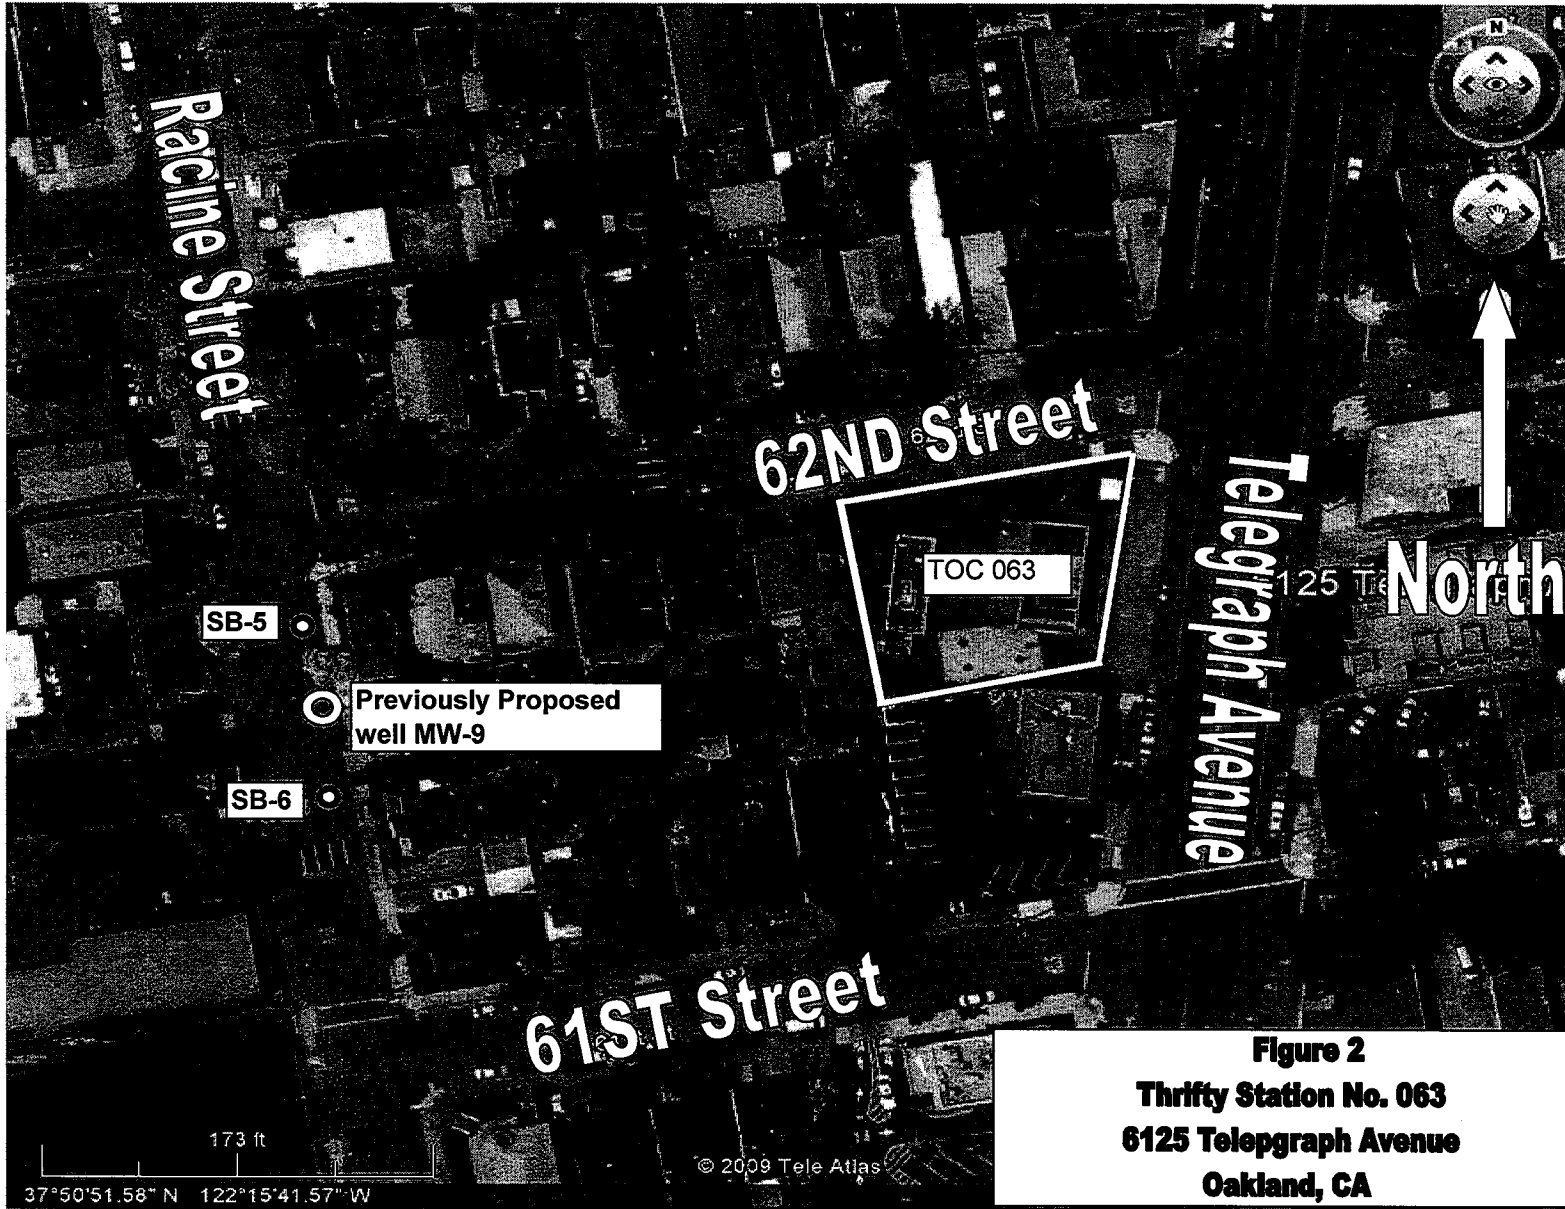 N
Racine Street
62ND Street
Telegraph Avenue
TOC 063
North
SB-5
Previously Proposed
well MW-9
SB-6
61ST Street
Figure 2
Thrifty Station No. 063
6125 Telepgraph Avenue
Oakland, CA
173 ft
© 2009 Tele Atlas
37°50'51.58" N 122°15'41.57" W